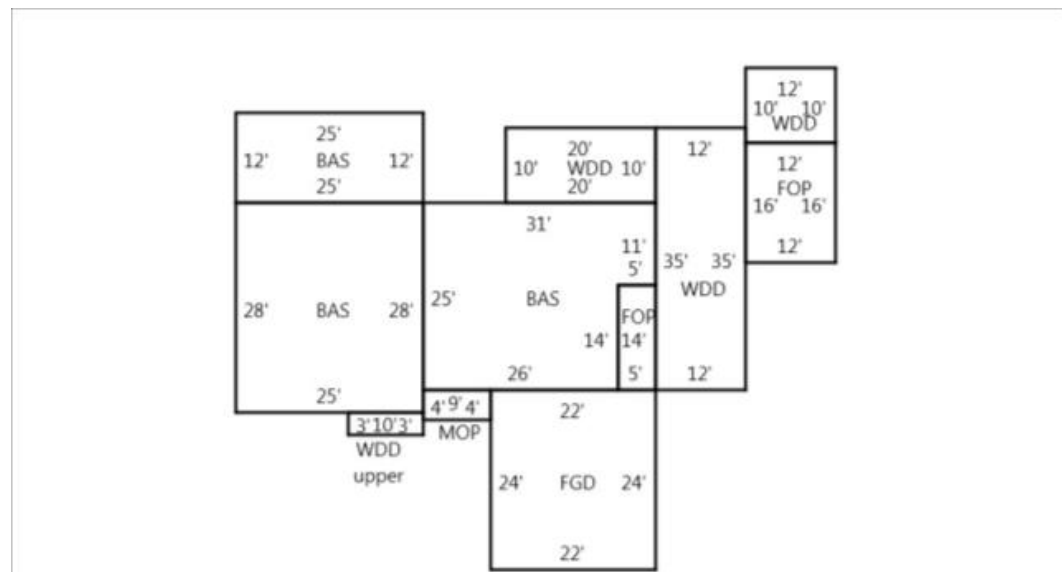 12'
10' 10'
WDD
25'
12' BAS 12'
25'
20'
10' WDD 10'
20'
12'
12'
FOP
16' 16'
12'
31'
11'
5'
35' 35'
WDD
28' BAS 28'
25' BAS
FOP
14' 14'
26' 5' 12'
25'
4' 9' 4'
MOP
22'
3' 10' 3'
WDD
upper
24' FGD 24'
22'